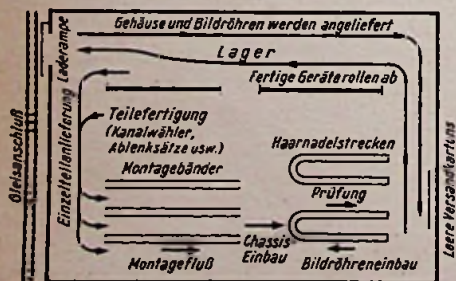 Gehäuse und Bildröhren werden angeliefert
Lager
Fertige Geräte rollen ab
Gleisanschluß
Laderampe
Einzelteilanlieferung
Teilefertigung
(Kanalwähler,
Ablenksätze usw.)
Montagebänder
Haarnadelstrecken
Prüfung
Chassis
Einbau
Montagefluß
Bildröhreneinbau
Leere Versandkartons